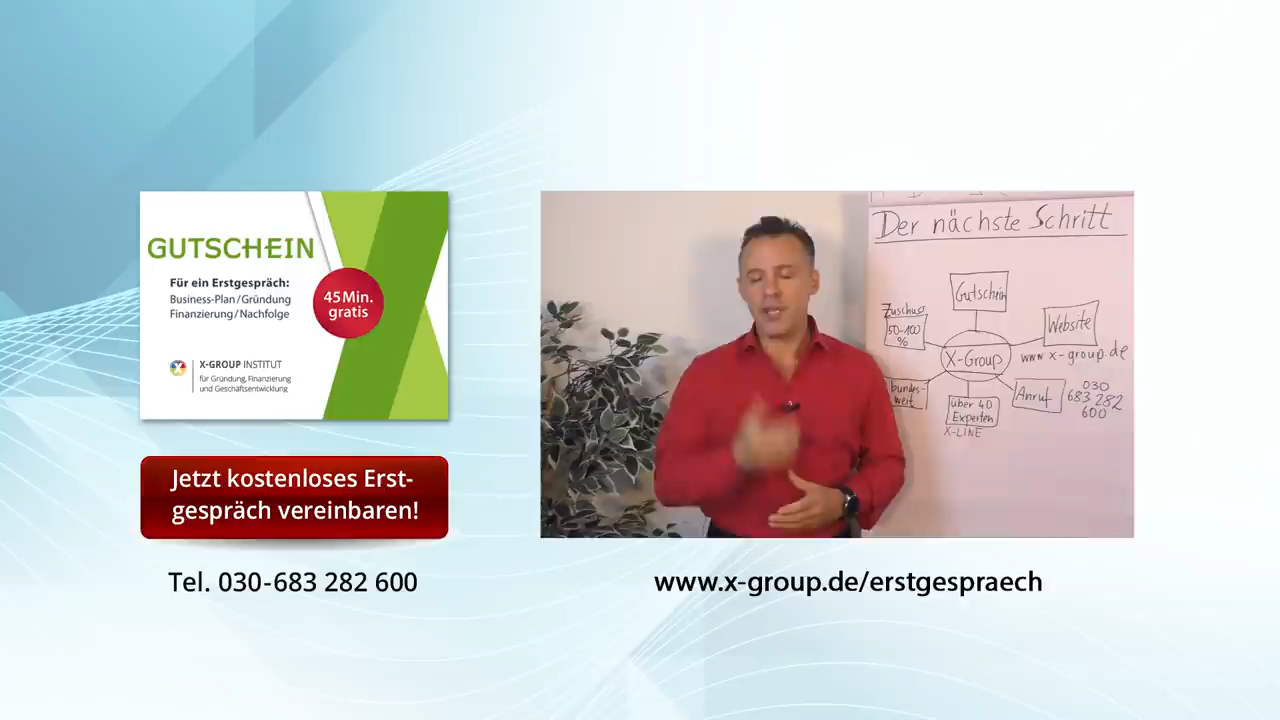 GUTSCHEIN
Für ein Erstgespräch:
Business-Plan/Gründung
Finanzierung/Nachfolge
45 Min.
gratis
X-GROUP INSTITUT
für Gründung, Finanzierung
und Geschäftsentwicklung
Jetzt kostenloses Erst-
gespräch vereinbaren!
Tel. 030-683 282 600
Der nächste Schritt
Gutschein
Zuschuss
50-100
%
Website
www.x-group.de
X-Group
bundes-
weit
über 40
Experten
X-LINE
Anruf
030
683 282
600
www.x-group.de/erstgespraech